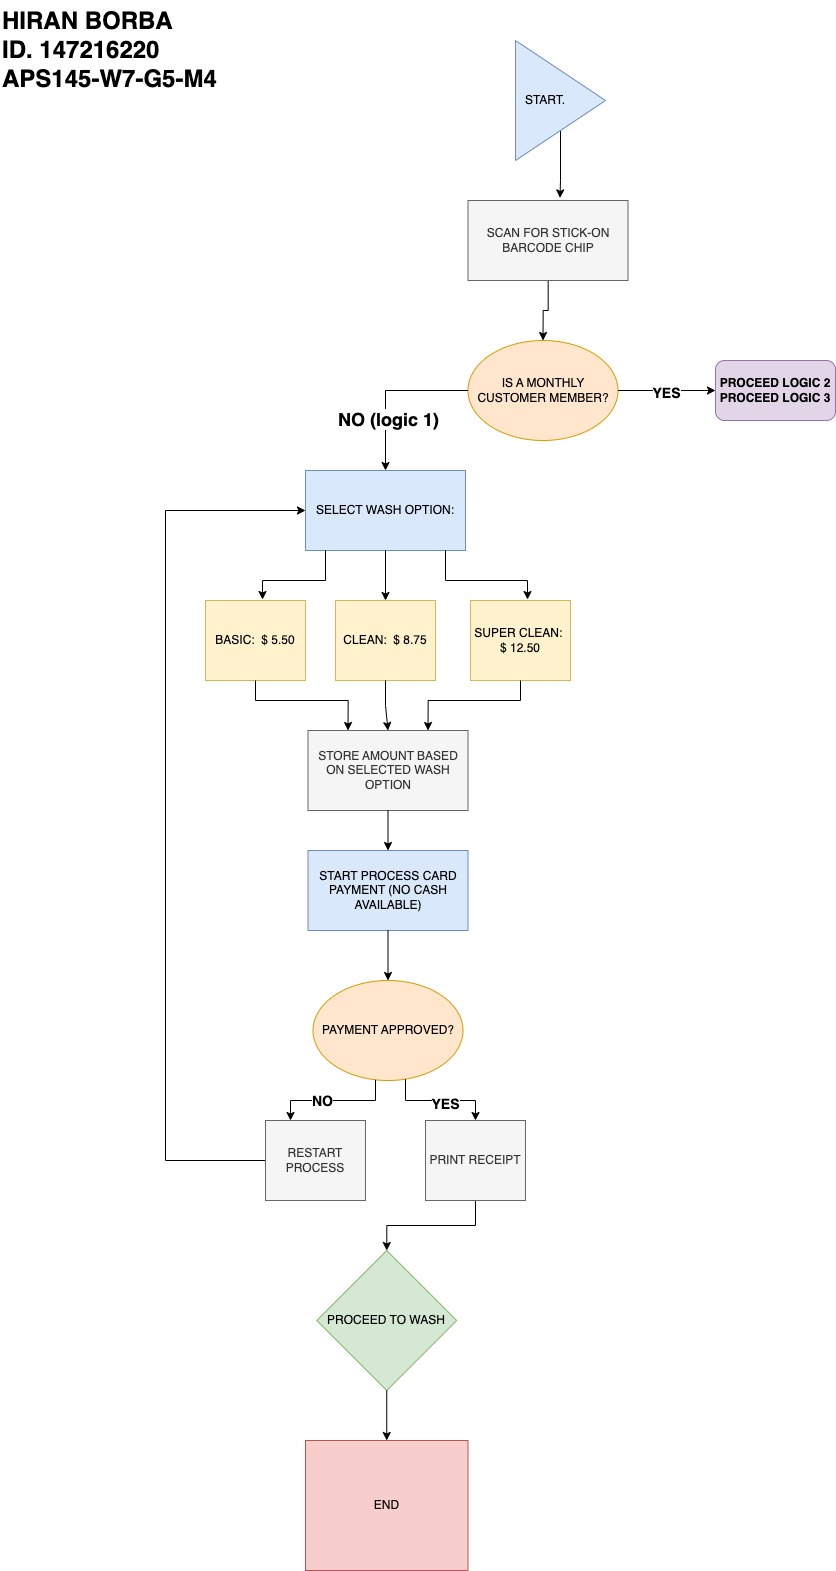 HIRAN BORBA
ID. 147216220
APS145-W7-G5-M4
START.
SCAN FOR STICK-ON
BARCODE CHIP
IS A MONTHLY
CUSTOMER MEMBER?
YES
PROCEED LOGIC 2
PROCEED LOGIC 3
NO (logic 1)
SELECT WASH OPTION:
BASIC: $ 5.50
CLEAN: $ 8.75
SUPER CLEAN:
$ 12.50
STORE AMOUNT BASED
ON SELECTED WASH
OPTION
START PROCESS CARD
PAYMENT (NO CASH
AVAILABLE)
PAYMENT APPROVED?
NO
YES
RESTART
PROCESS
PRINT RECEIPT
PROCEED TO WASH
END